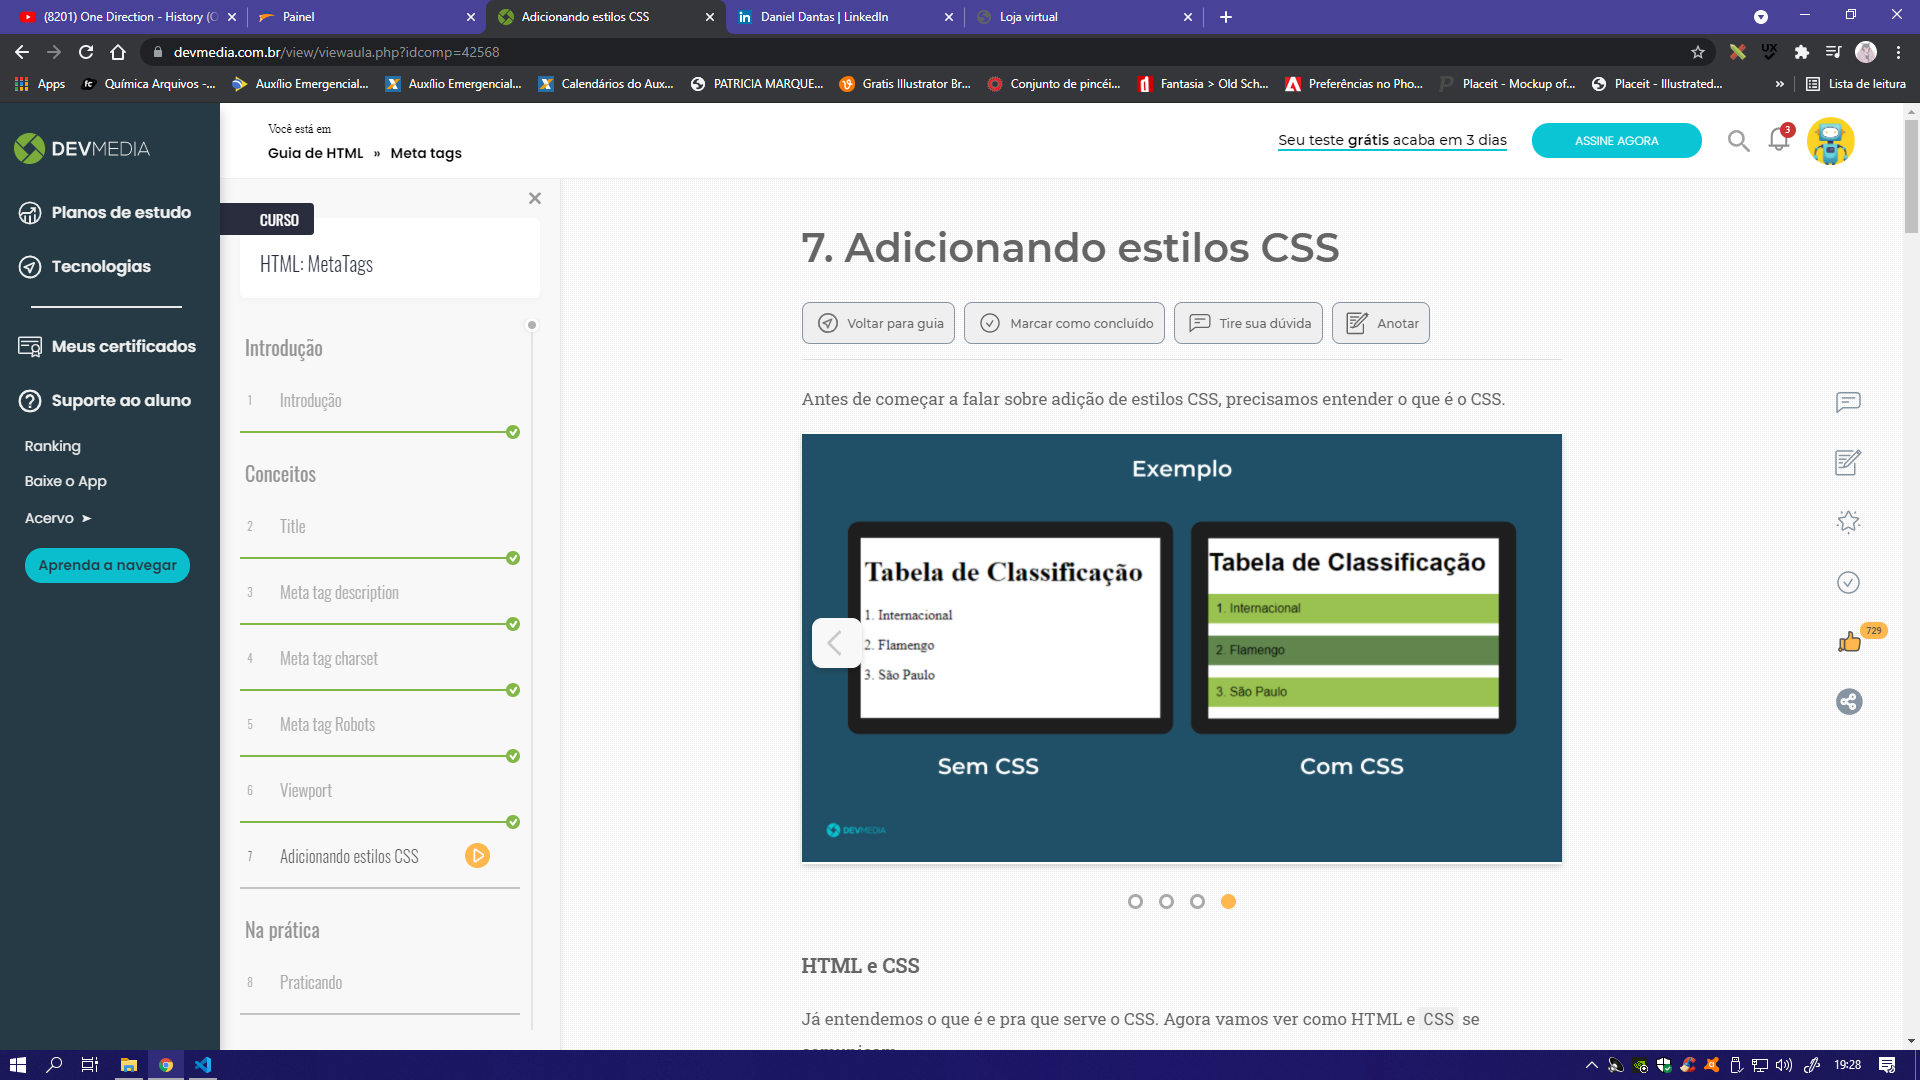 (8201) One Direction - History (O
Painel
Adicionando estilos CSS
Daniel Dantas | LinkedIn
Loja virtual
devmedia.com.br/view/viewaula.php?idcomp=42568
Apps
Química Arquivos -...
Auxílio Emergencial...
Auxílio Emergencial...
Calendários do Aux...
PATRICIA MARQUE...
Gratis Illustrator Br...
Conjunto de pincéi...
Fantasia > Old Sch...
Preferências no Pho...
Placeit - Mockup of...
Placeit - Illustrated...
»
Lista de leitura
DEVMEDIA
Planos de estudo
Tecnologias
Meus certificados
Suporte ao aluno
Ranking
Baixe o App
Acervo ➤
Aprenda a navegar
Você está em
Guia de HTML » Meta tags
Seu teste grátis acaba em 3 dias
ASSINE AGORA
3
CURSO
HTML: MetaTags
Introdução
1 Introdução
Conceitos
2 Title
3 Meta tag description
4 Meta tag charset
5 Meta tag Robots
6 Viewport
7 Adicionando estilos CSS
Na prática
8 Praticando
7. Adicionando estilos CSS
Voltar para guia
Marcar como concluído
Tire sua dúvida
Anotar
Antes de começar a falar sobre adição de estilos CSS, precisamos entender o que é o CSS.
Exemplo
Tabela de Classificação
1. Internacional
2. Flamengo
3. São Paulo
Sem CSS
Tabela de Classificação
1. Internacional
2. Flamengo
3. São Paulo
Com CSS
DEVMEDIA
729
HTML e CSS
Já entendemos o que é e pra que serve o CSS. Agora vamos ver como HTML e CSS se
19:28